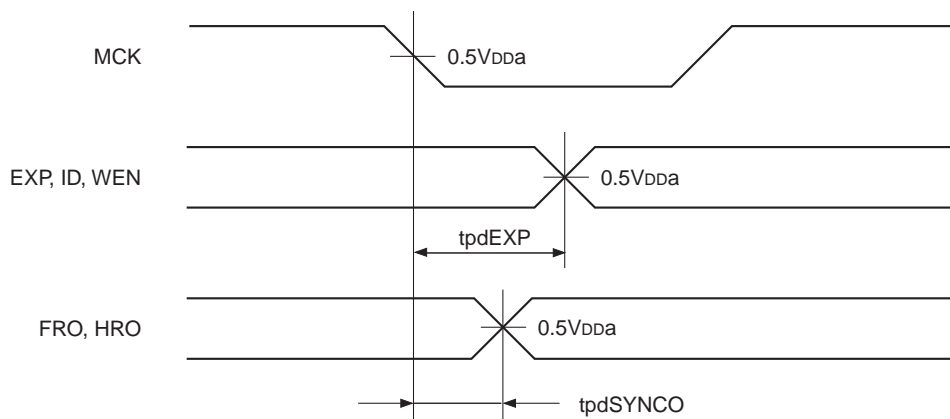 MCK
0.5VDDa
EXP, ID, WEN
0.5VDDa
tpdEXP
FRO, HRO
0.5VDDa
tpdSYNCO